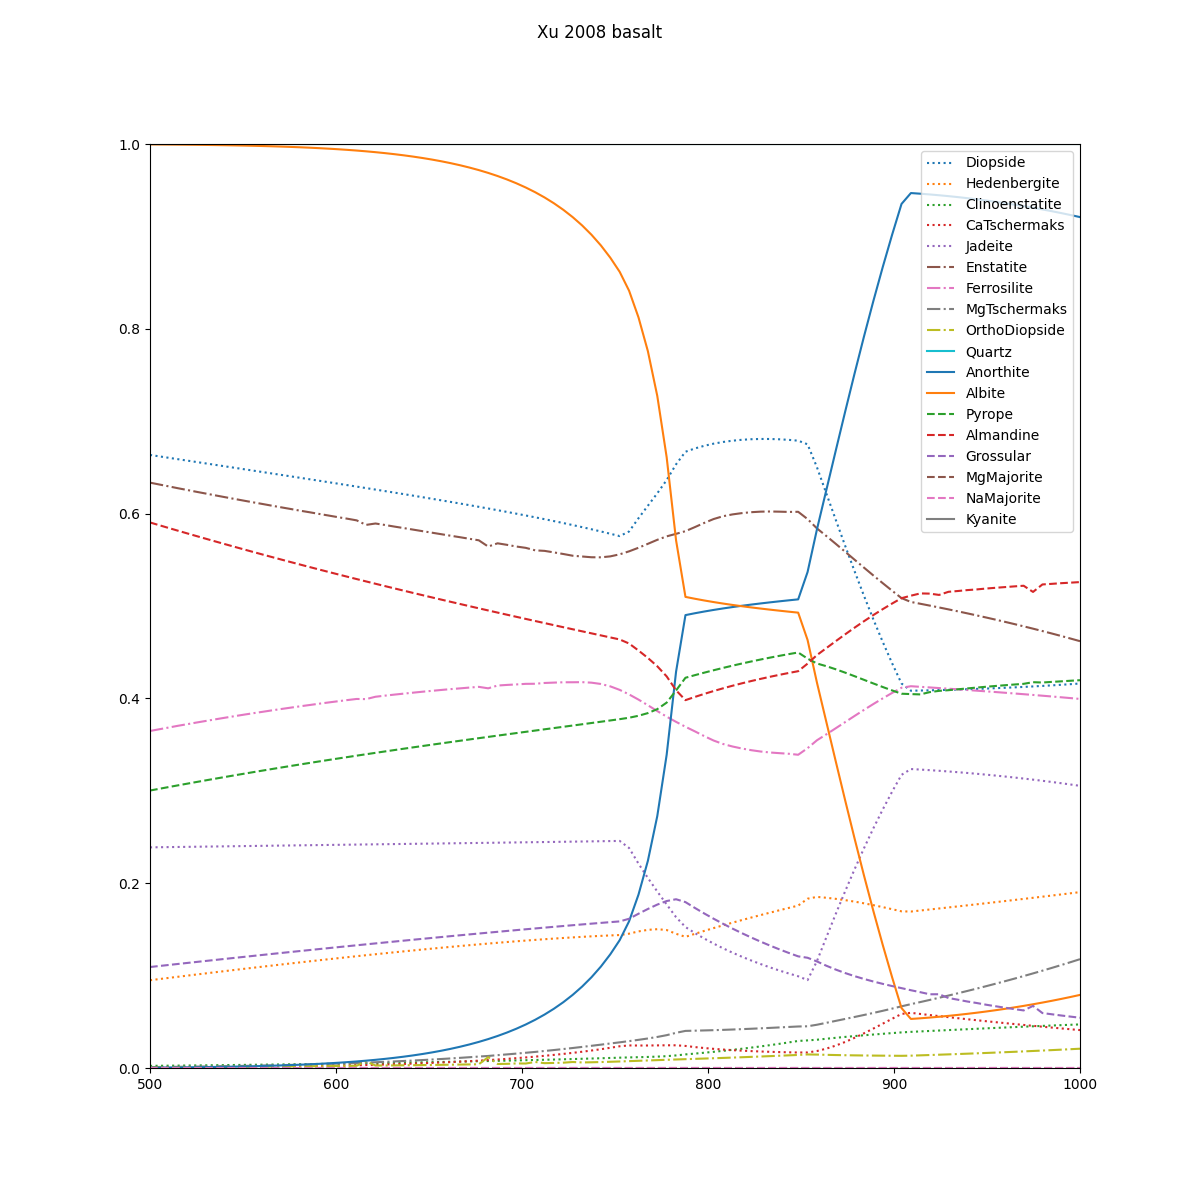 Xu 2008 basalt
1.0
0.8
0.6
0.4
0.2
0.0
500
600
700
800
900
1000
Diopside
Hedenbergite
Clinoenstatite
CaTschermaks
Jadeite
Enstatite
Ferrosilite
MgTschermaks
OrthoDiopside
Quartz
Anorthite
Albite
Pyrope
Almandine
Grossular
MgMajorite
NaMajorite
Kyanite